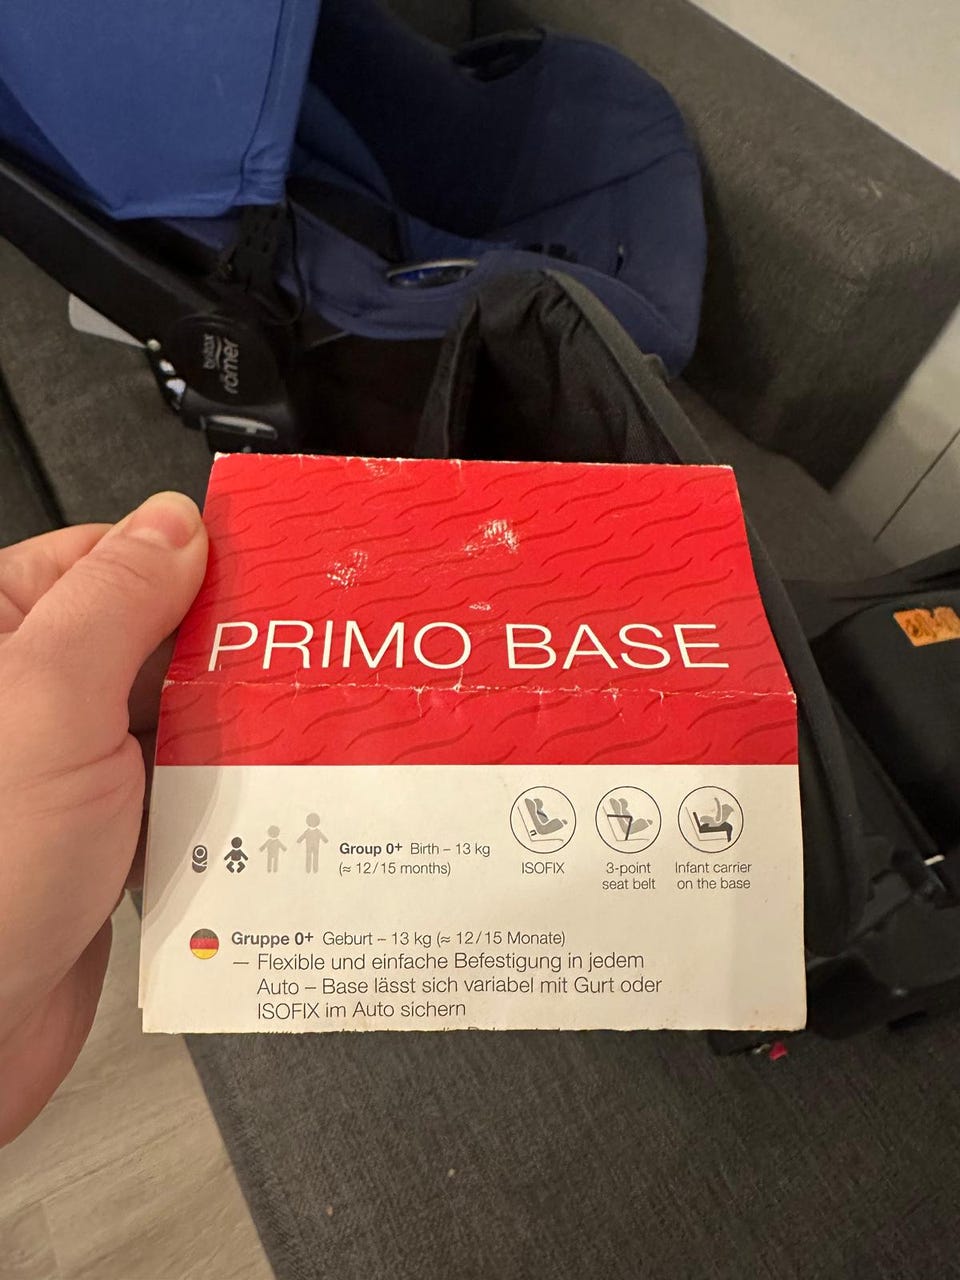 britax
römer
PRIMO BASE
Group 0+ Birth – 13 kg
(≈ 12/15 months)
ISOFIX
3-point
seat belt
Infant carrier
on the base
Gruppe 0+ Geburt – 13 kg (≈ 12/15 Monate)
— Flexible und einfache Befestigung in jedem
Auto – Base lässt sich variabel mit Gurt oder
ISOFIX im Auto sichern